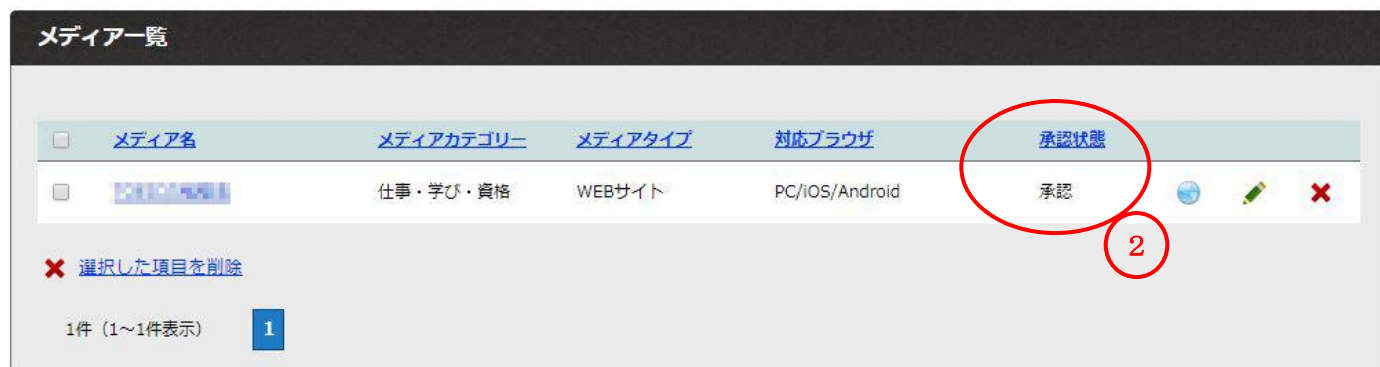 メディア一覧
メディア名 メディアカテゴリー メディアタイプ 対応ブラウザ 承認状態
仕事・学び・資格 WEBサイト PC/iOS/Android 承認
2
選択した項目を削除
1件（1～1件表示） 1